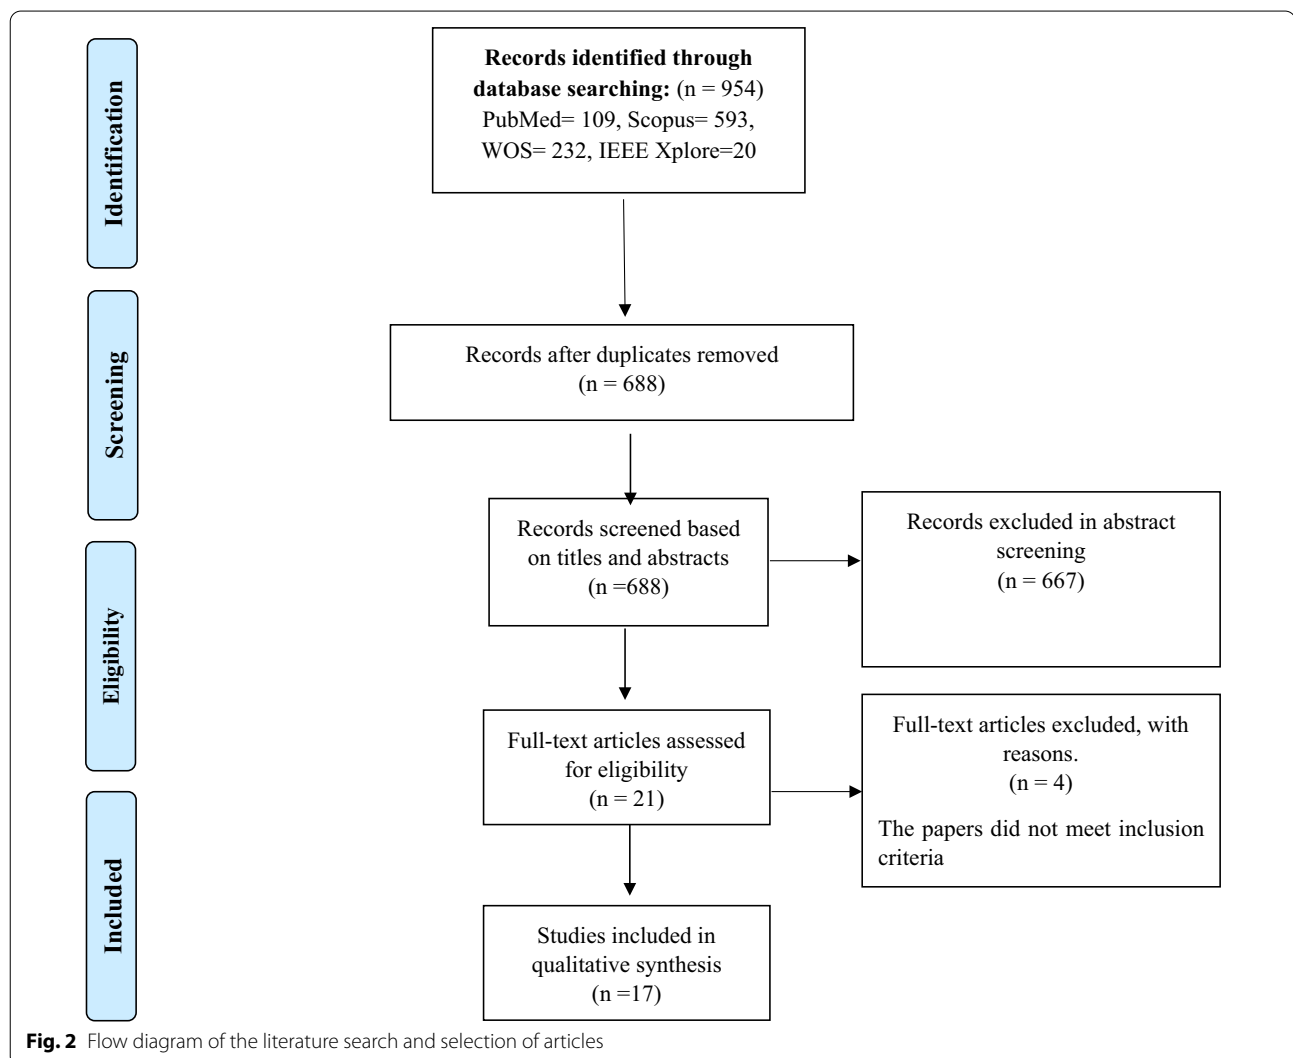 Identification
Records identified through
database searching: (n = 954)
PubMed= 109, Scopus= 593,
WOS= 232, IEEE Xplore=20
Screening
Records after duplicates removed
(n = 688)
Records screened based
on titles and abstracts
(n =688)
Records excluded in abstract
screening
(n = 667)
Eligibility
Full-text articles assessed
for eligibility
(n = 21)
Full-text articles excluded, with
reasons.
(n = 4)
The papers did not meet inclusion
criteria
Included
Studies included in
qualitative synthesis
(n =17)
Fig. 2 Flow diagram of the literature search and selection of articles